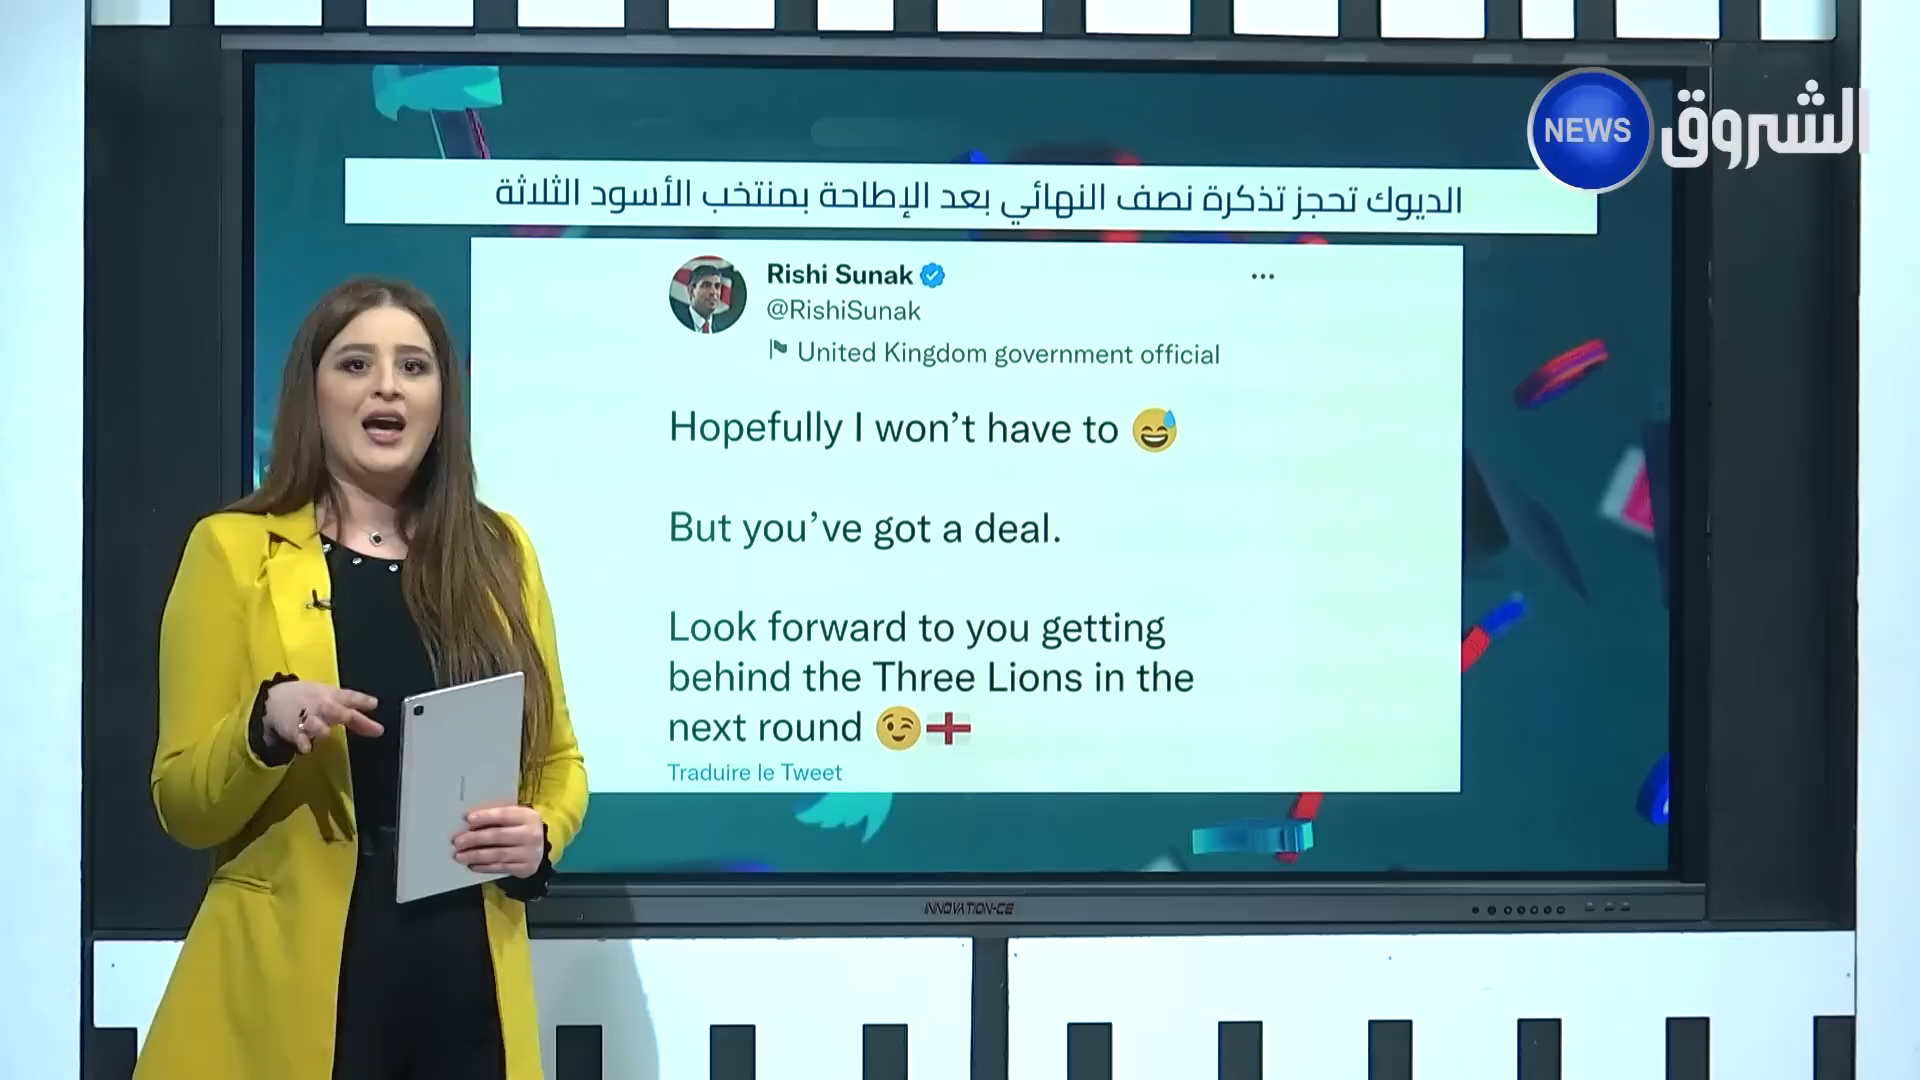 NEWS
الشروق
الديوك تحجز تذكرة نصف النهائي بعد الإطاحة بمنتخب الأسود الثلاثة
Rishi Sunak
@RishiSunak
United Kingdom government official
Hopefully I won’t have to 😅
But you’ve got a deal.
Look forward to you getting
behind the Three Lions in the
next round 😉🏴󠁧󠁢󠁥󠁮󠁧󠁿
Traduire le Tweet
INNOVATION-CE